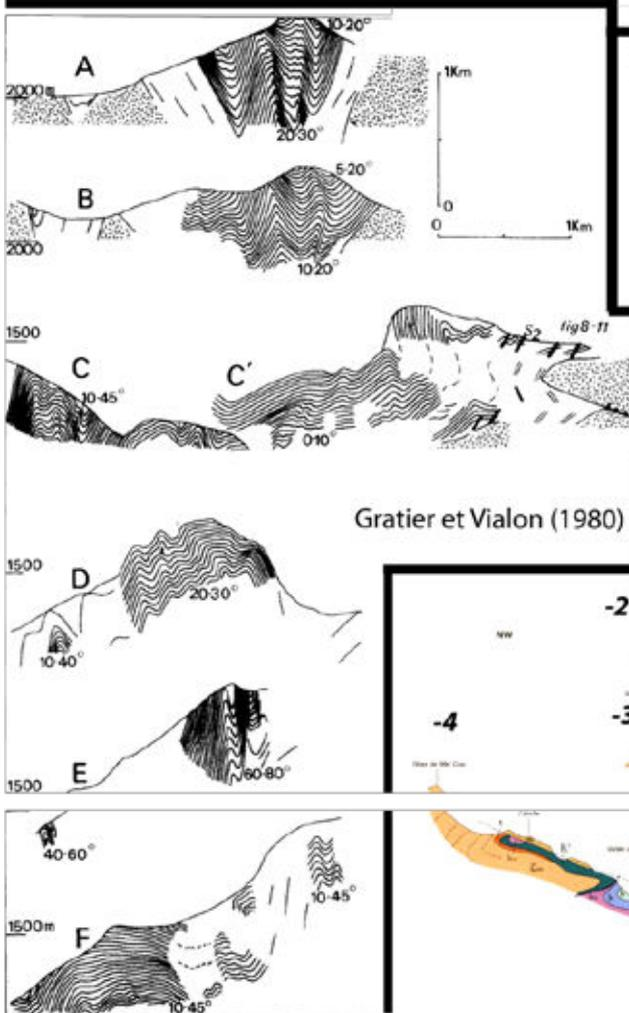 10·20°
A
1Km
2000m
20·30°
0
0
1Km
5-20°
B
2000
10·20°
1500
S2
fig 8-11
C
C'
10-45°
0·10°
Gratier et Vialon (1980)
1500
D
20·30°
10-40°
-2
NW
-4
-3
E
60-80°
1500
40-60°
10-45°
1500m
F
10-45°